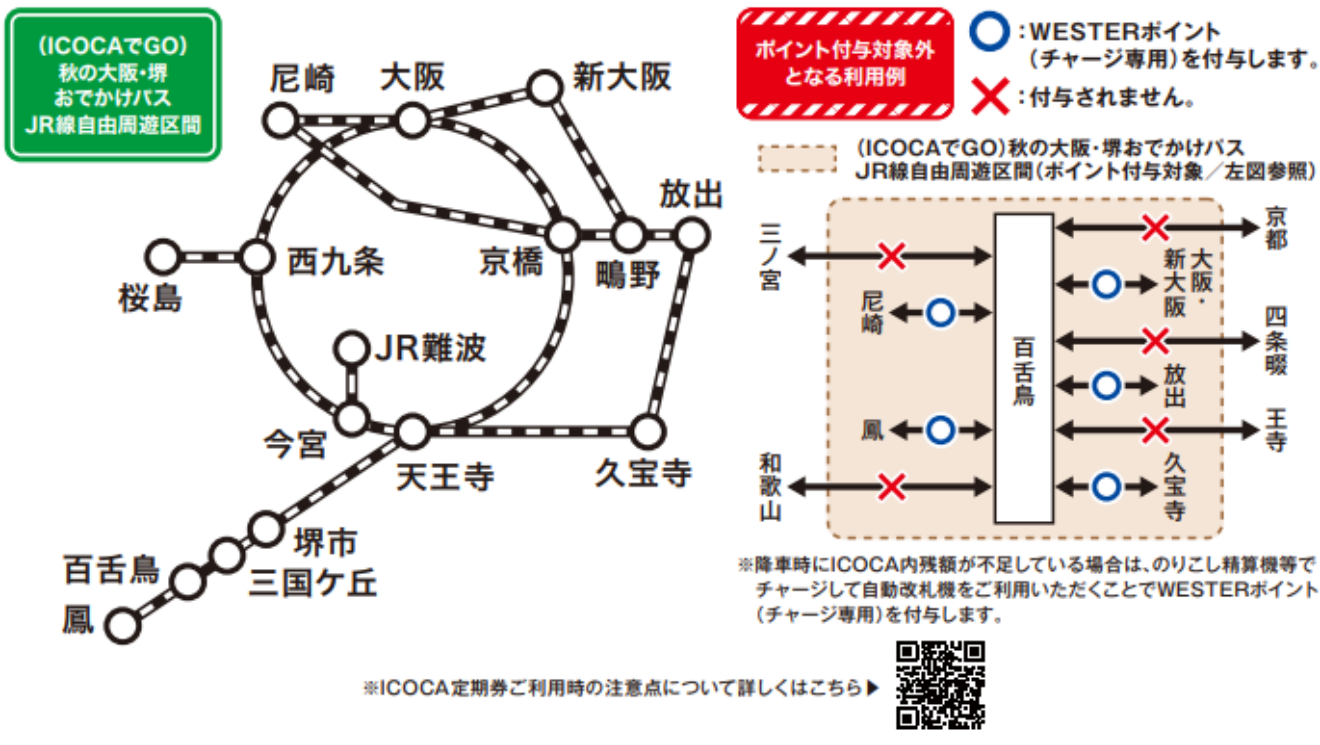 (ICOCAでGO)
秋の大阪・堺
おでかけパス
JR線自由周遊区間
尼崎
大阪
新大阪
放出
西九条
京橋
鴫野
桜島
JR難波
今宮
天王寺
久宝寺
堺市
百舌鳥
三国ケ丘
鳳
ポイント付与対象外
となる利用例
:WESTERポイント
(チャージ専用)を付与します。
:付与されません。
(ICOCAでGO)秋の大阪・堺おでかけパス
JR線自由周遊区間(ポイント付与対象/左図参照)
三ノ宮
尼崎
鳳
和歌山
百舌鳥
京都
大阪・
新大阪
四条畷
放出
王寺
久宝寺
※降車時にICOCA内残額が不足している場合は、のりこし精算機等で
チャージして自動改札機をご利用いただくことでWESTERポイント
(チャージ専用)を付与します。
※ICOCA定期券ご利用時の注意点について詳しくはこちら▶